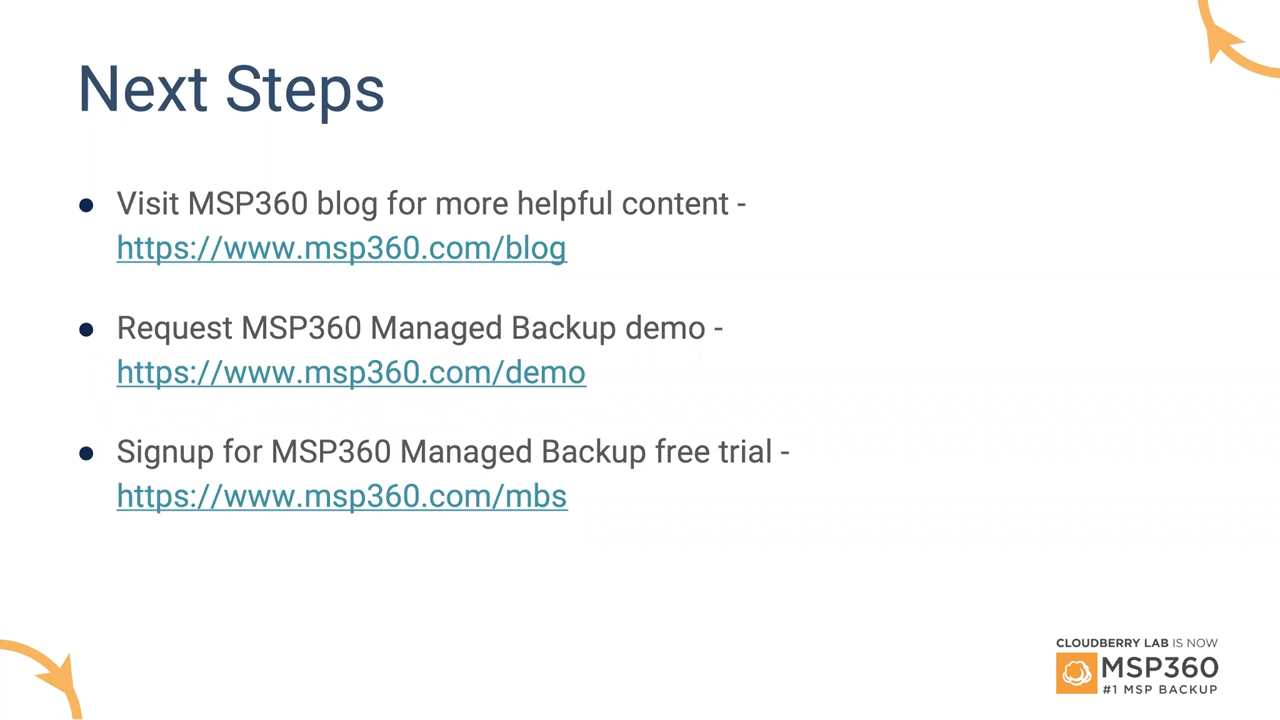 Next Steps
● Visit MSP360 blog for more helpful content -
https://www.msp360.com/blog
● Request MSP360 Managed Backup demo -
https://www.msp360.com/demo
● Signup for MSP360 Managed Backup free trial -
https://www.msp360.com/mbs
CLOUDBERRY LAB IS NOW
MSP360
#1 MSP BACKUP